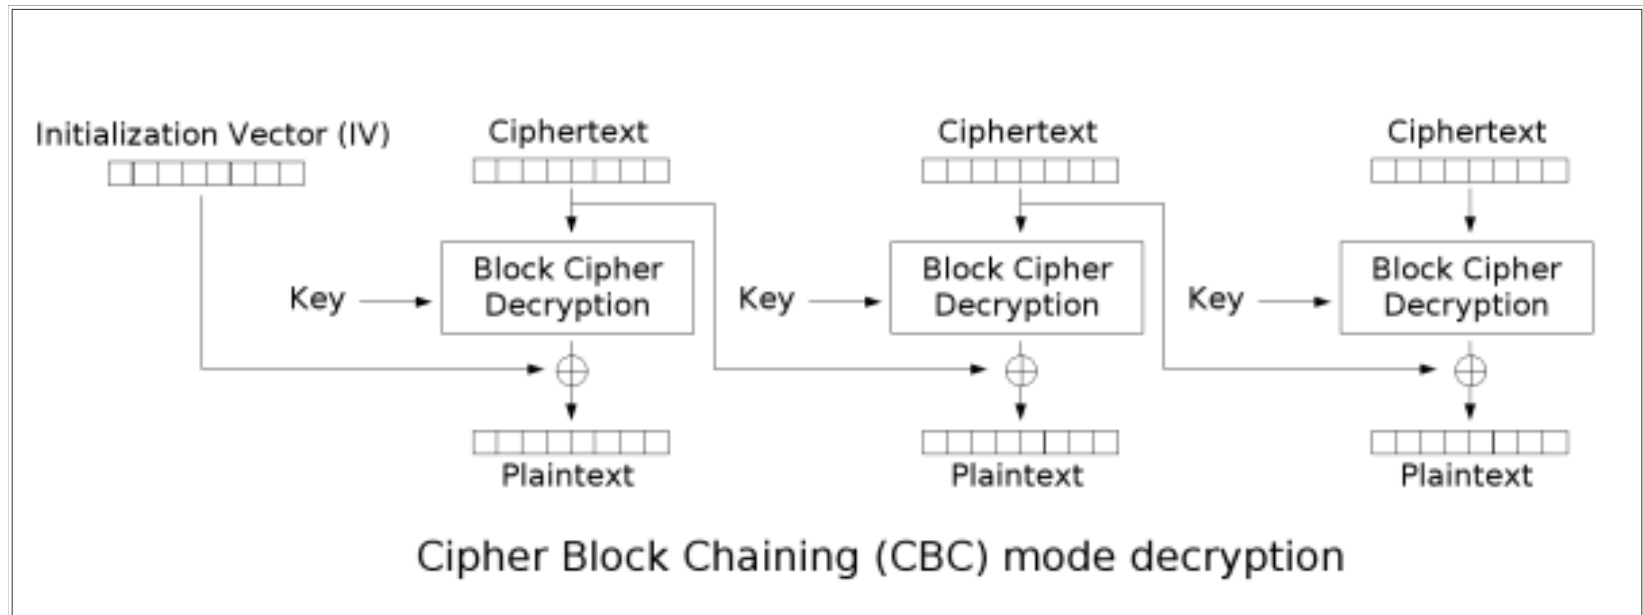 Initialization Vector (IV)
Ciphertext
Ciphertext
Ciphertext
Key
Block Cipher
Decryption
Key
Block Cipher
Decryption
Key
Block Cipher
Decryption
Plaintext
Plaintext
Plaintext
Cipher Block Chaining (CBC) mode decryption